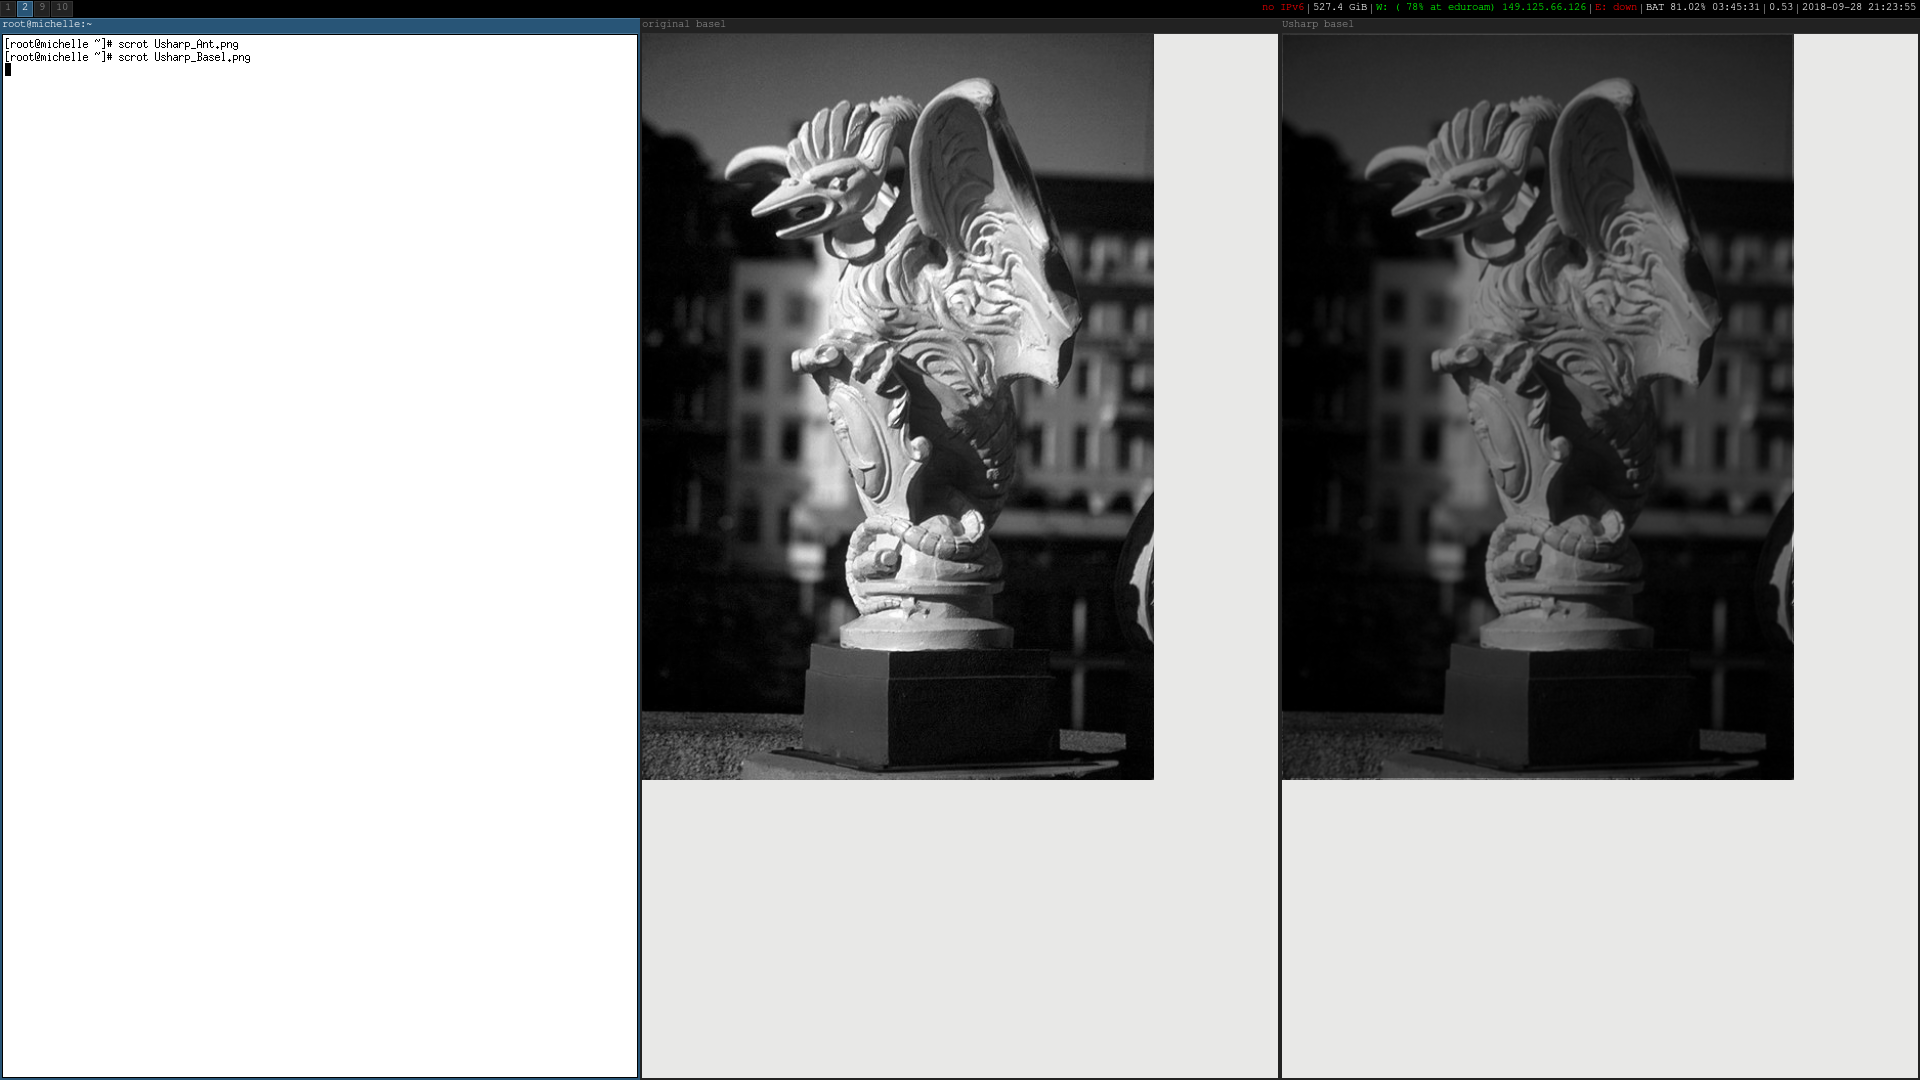 1 2 9 10
no IPv6|527.4 GiB|W: ( 78% at eduroam) 149.125.66.126|E: down|BAT 81.02% 03:45:31|0.53|2018-09-28 21:23:55
root@michelle:~
[root@michelle ~]# scrot Usharp_Ant.png
[root@michelle ~]# scrot Usharp_Basel.png
original basel
Usharp basel